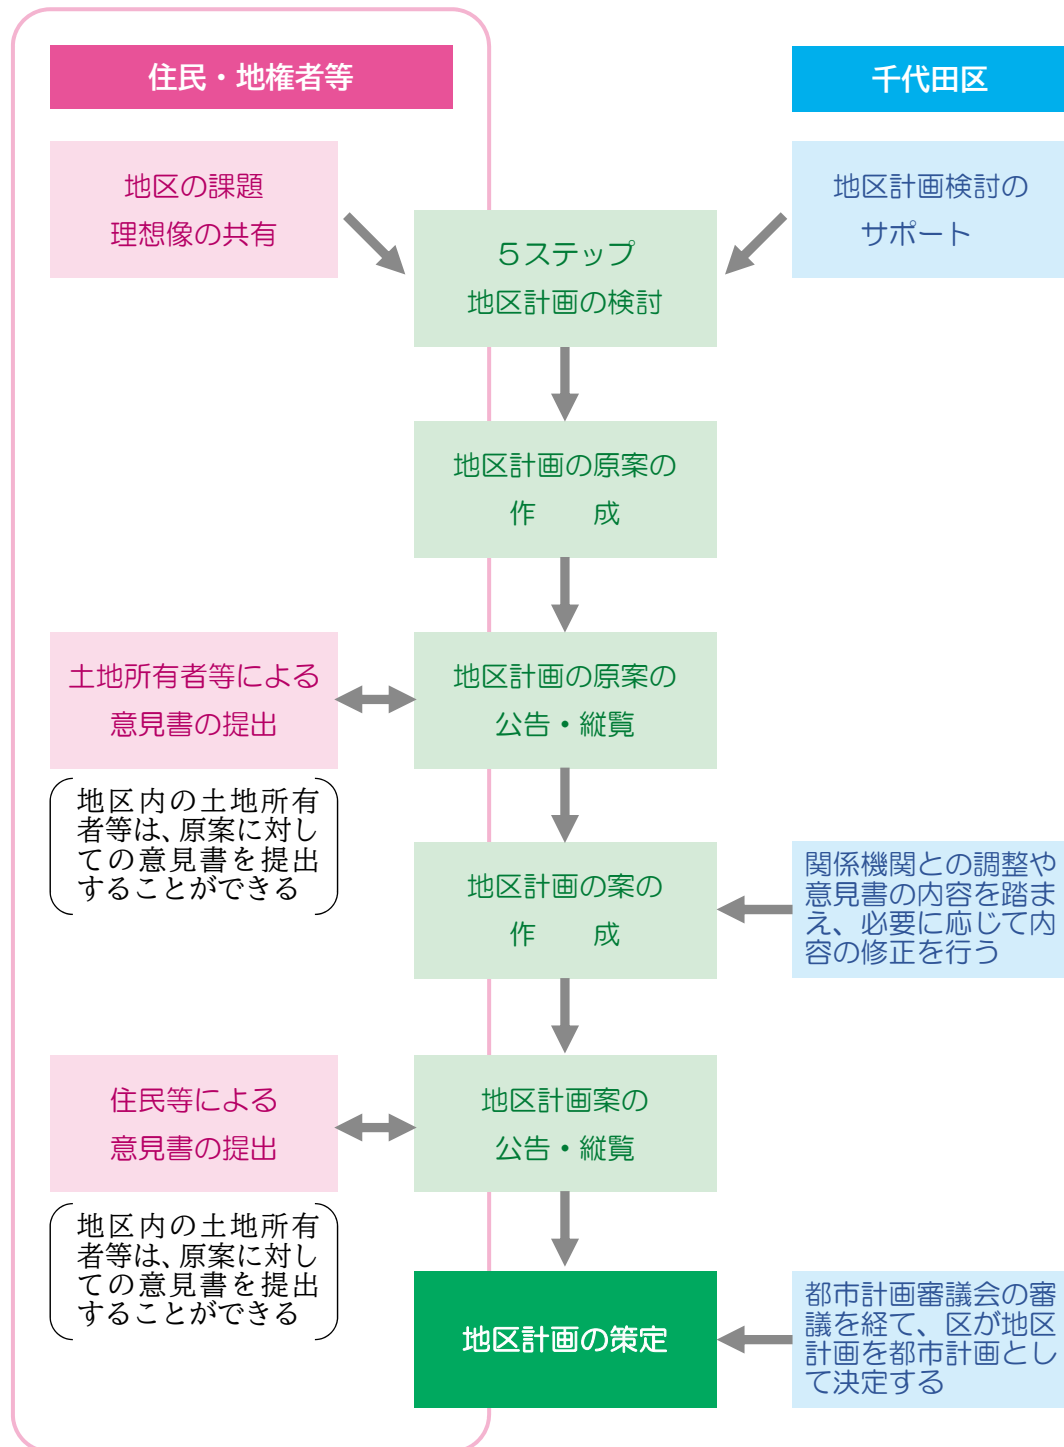 住民・地権者等
千代田区
地区の課題
理想像の共有
地区計画検討の
サポート
5ステップ
地区計画の検討
地区計画の原案の
作　　成
土地所有者等による
意見書の提出
地区計画の原案の
公告・縦覧
地区内の土地所有
者等は、原案に対し
ての意見書を提出
することができる
地区計画の案の
作　　成
関係機関との調整や
意見書の内容を踏ま
え、必要に応じて内
容の修正を行う
住民等による
意見書の提出
地区計画案の
公告・縦覧
地区内の土地所有
者等は、原案に対し
ての意見書を提出
することができる
地区計画の策定
都市計画審議会の審
議を経て、区が地区
計画を都市計画とし
て決定する